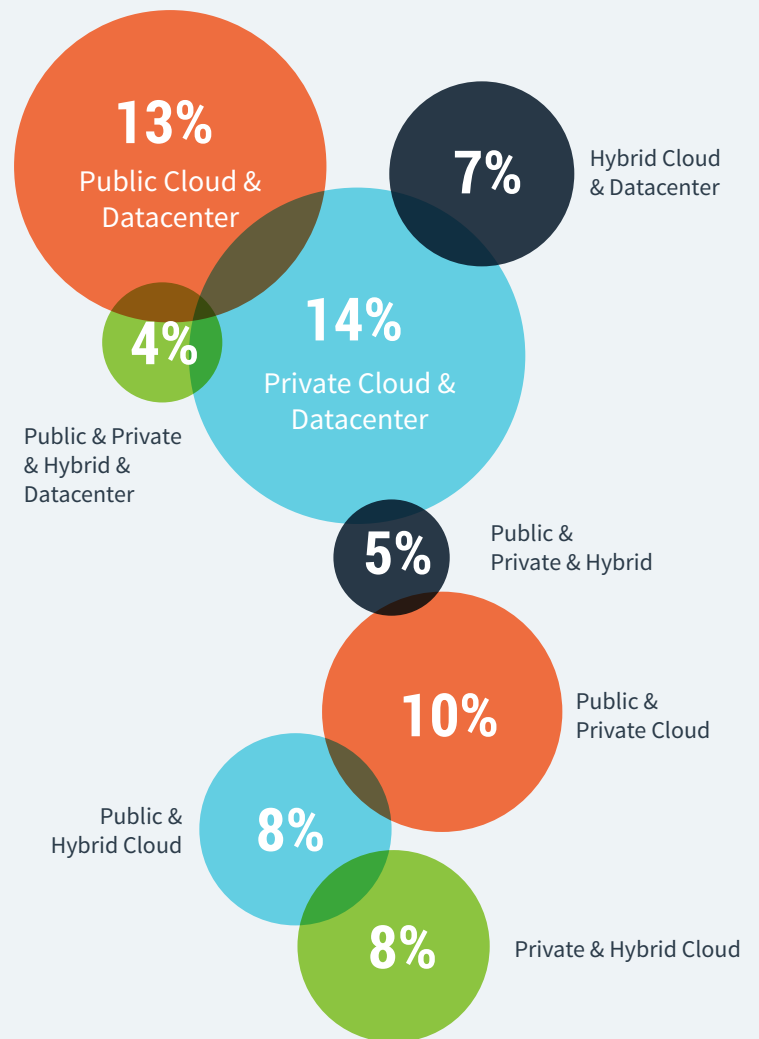 13%
Public Cloud &
Datacenter
7%
Hybrid Cloud
& Datacenter
14%
Private Cloud &
Datacenter
4%
Public & Private
& Hybrid &
Datacenter
5%
Public &
Private & Hybrid
10%
Public &
Private Cloud
Public &
Hybrid Cloud
8%
8%
Private & Hybrid Cloud